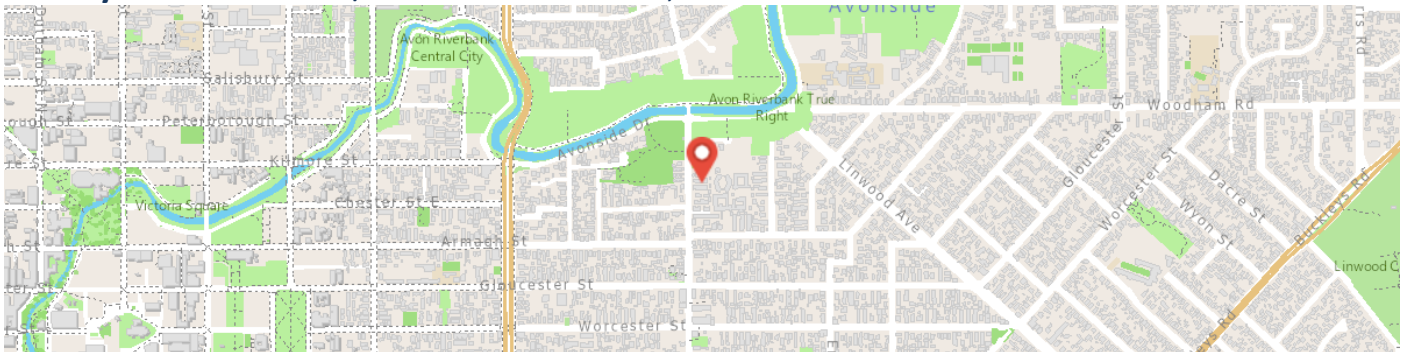 Avonside
Avon Riverbank
Central City
Salisbury St
Peterborough St
Kilmore St
Victoria Square
Chester St E
Armagh St
Gloucester St
Worcester St
Avonside Dr
Avon Riverbank True
Right
Linwood Ave
Woodham Rd
Gloucester St
Worcester St
Dacre St
Wyon St
Buckleys Rd
Linwood C